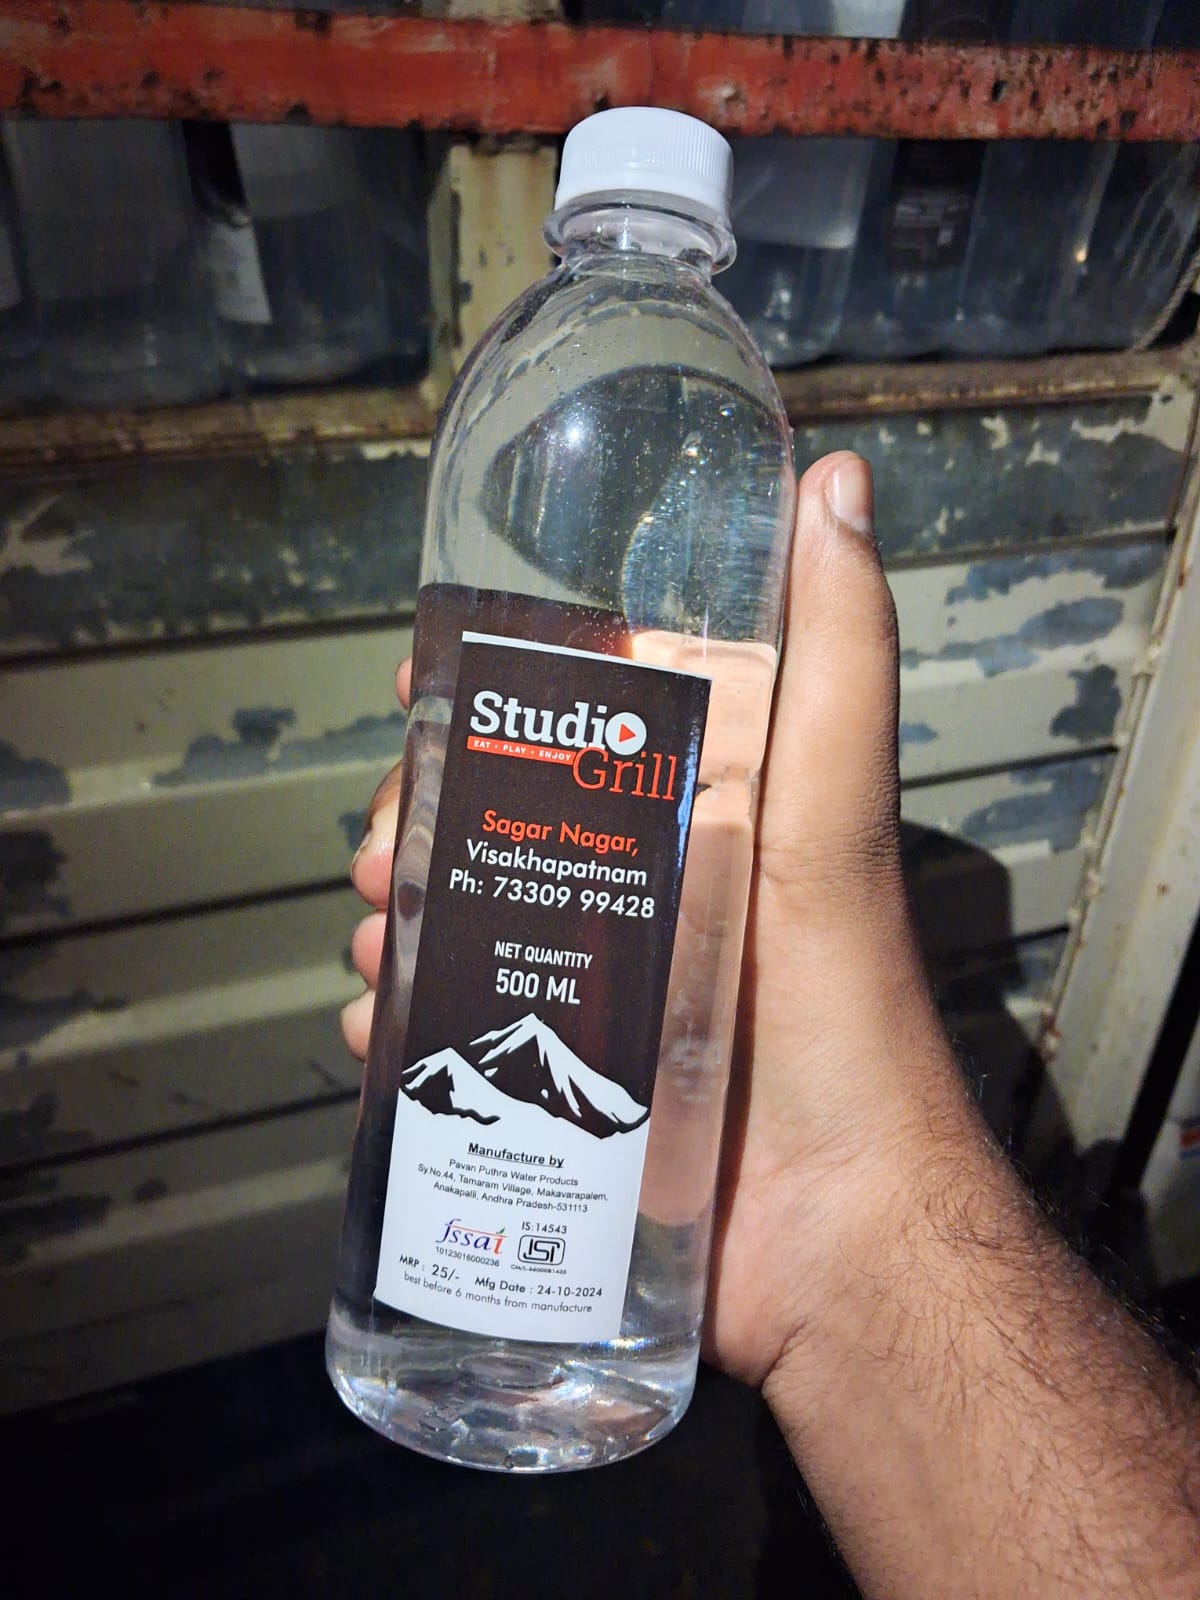 Studio
EAT • PLAY • ENJOY
Grill
Sagar Nagar,
Visakhapatnam
Ph: 73309 99428
NET QUANTITY
500 ML
Manufacture by
Pavan Puthra Water Products
Sy.No.44, Tamaram Village, Makavarapalem,
Anakapalli, Andhra Pradesh-531113
fssai
10123016000236
IS:14543
ISI
MRP : 25/-
Mfg Date : 24-10-2024
best before 6 months from manufacture